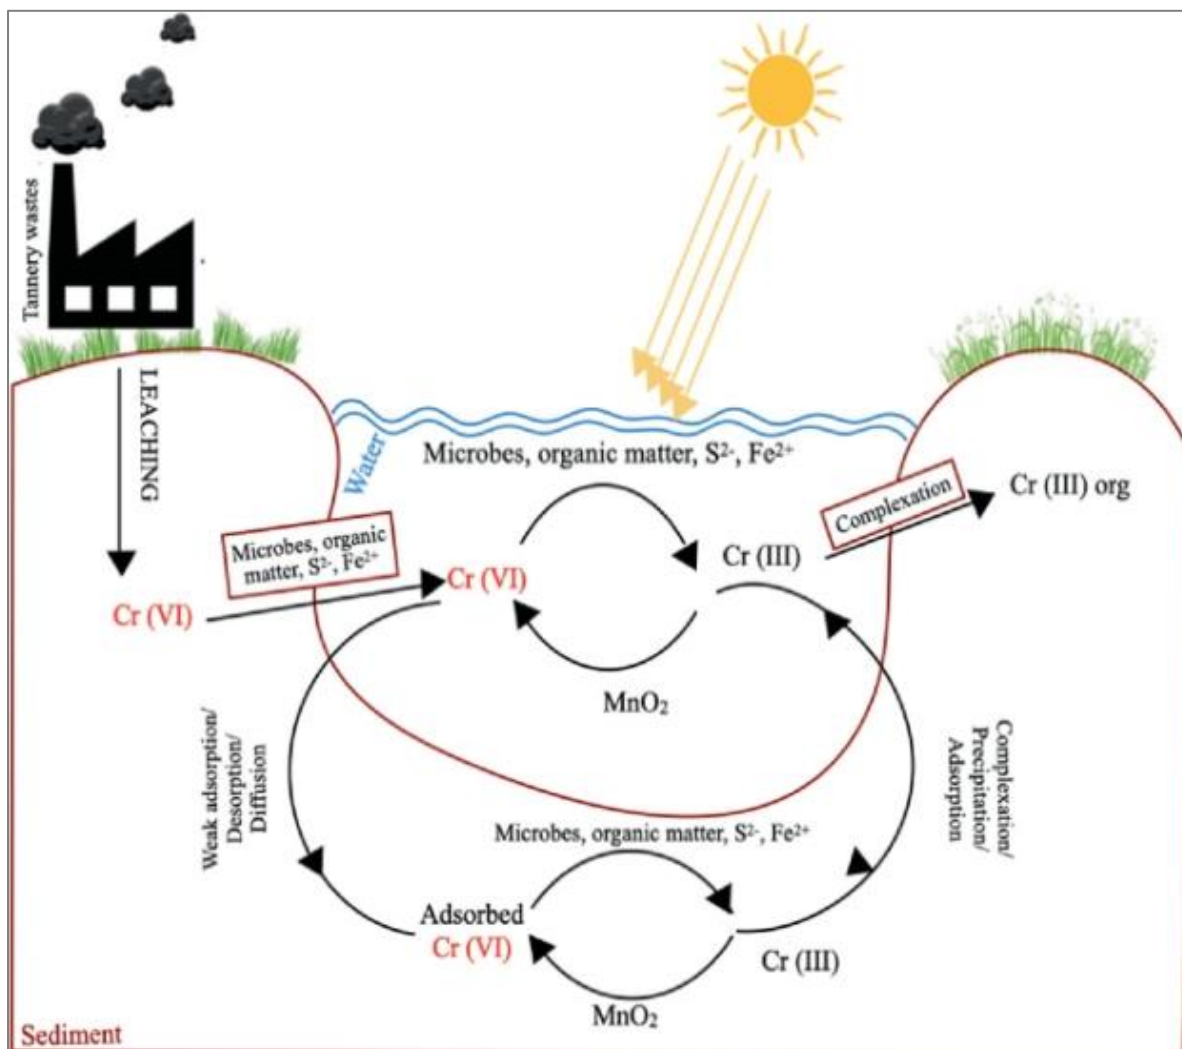 Tannery wastes
LEACHING
Water
Microbes, organic matter, S²⁻, Fe²⁺
Complexation
Cr (III) org
Microbes, organic
matter, S²⁻, Fe²⁺
Cr (VI)
Cr (VI)
Cr (III)
MnO₂
Weak adsorption/
Desorption/
Diffusion
Complexation/
Precipitation/
Adsorption
Microbes, organic matter, S²⁻, Fe²⁺
Adsorbed
Cr (VI)
Cr (III)
MnO₂
Sediment